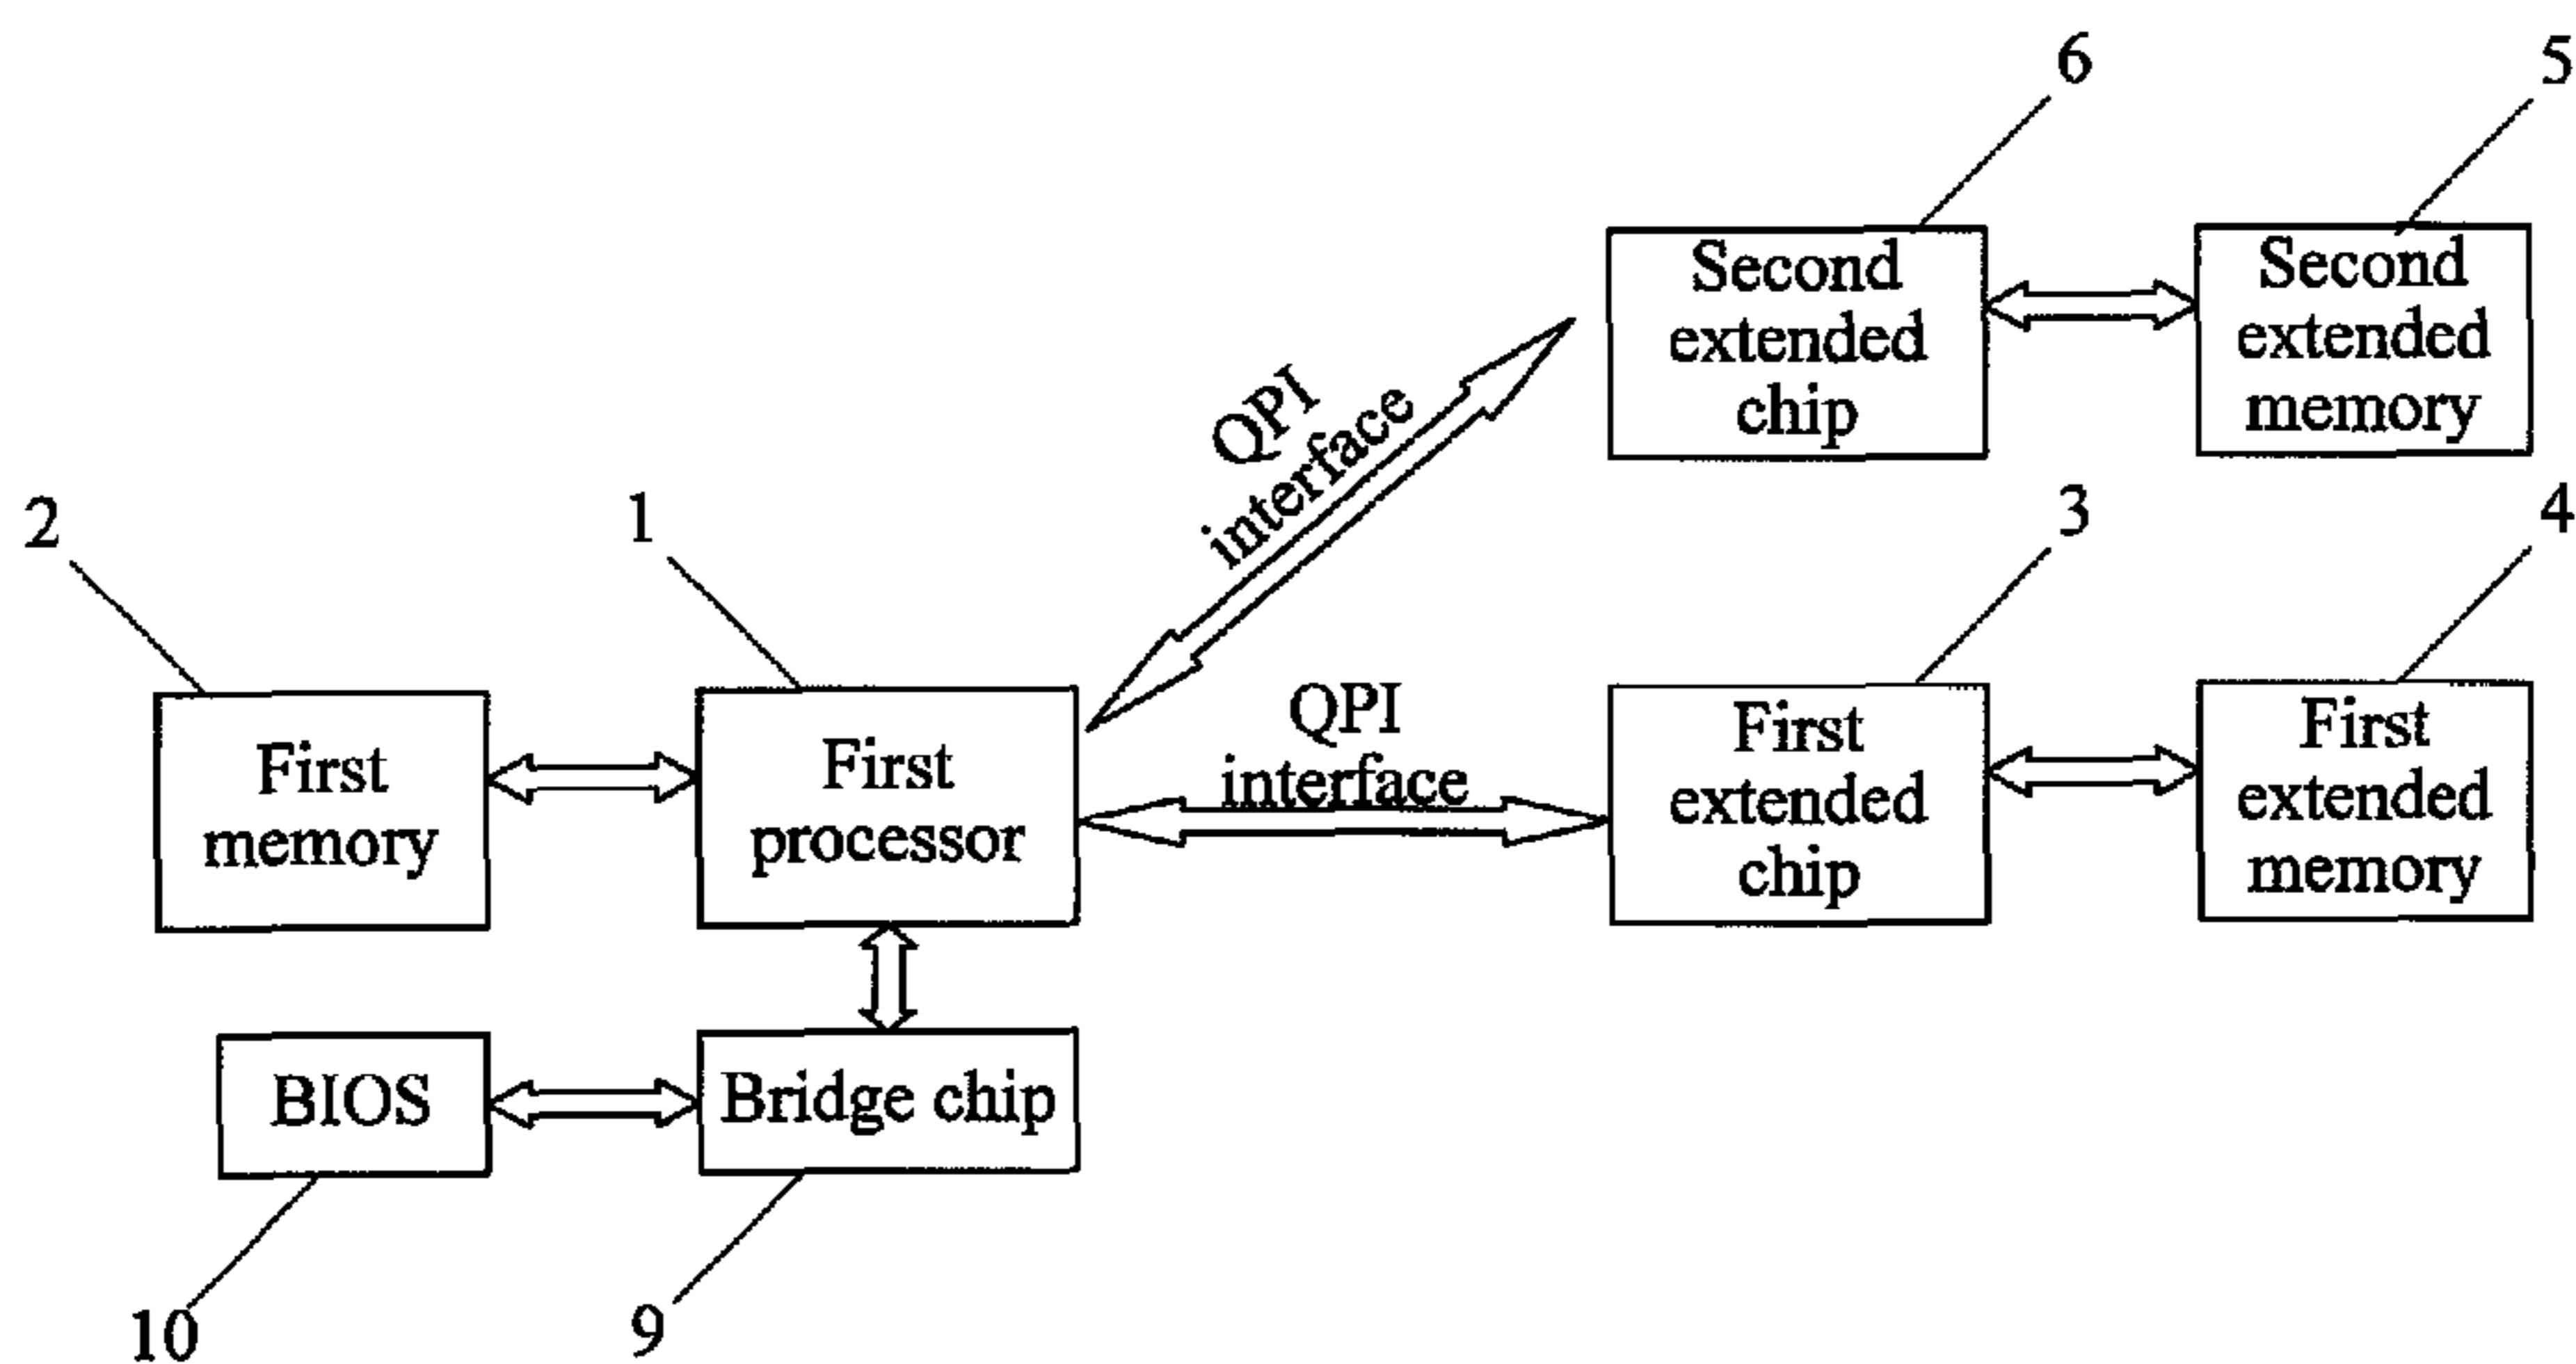 6
5
Second
extended
chip
Second
extended
memory
QPI
interface
2
1
3
4
First
memory
First
processor
QPI
interface
First
extended
chip
First
extended
memory
BIOS
Bridge chip
10
9